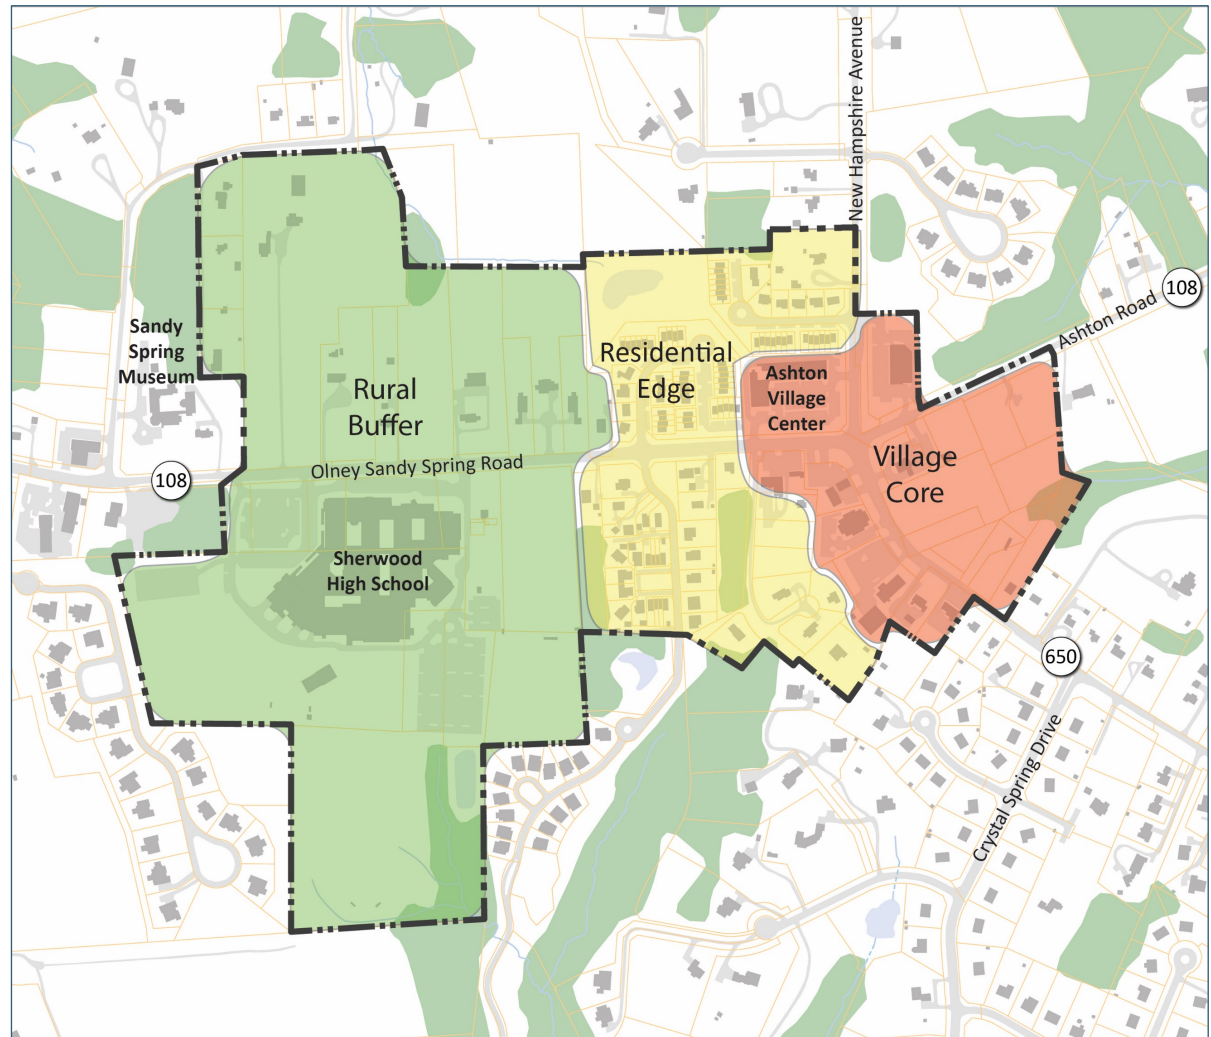 New Hampshire Avenue
108
Ashton Road
Sandy
Spring
Museum
Residential
Edge
Ashton
Village
Center
Rural
Buffer
Village
Core
Olney Sandy Spring Road
108
Sherwood
High School
650
Crystal Spring Drive